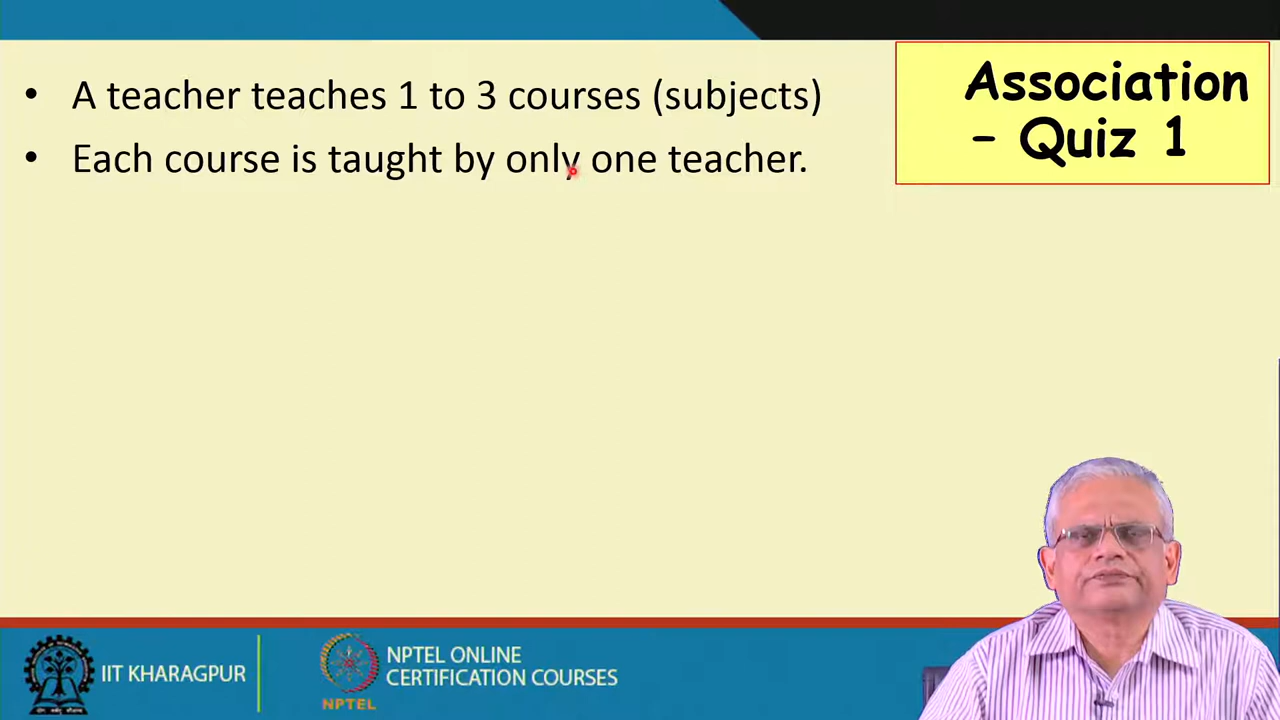 • A teacher teaches 1 to 3 courses (subjects)
• Each course is taught by only one teacher.
Association
– Quiz 1
IIT KHARAGPUR
NPTEL ONLINE
CERTIFICATION COURSES
NPTEL